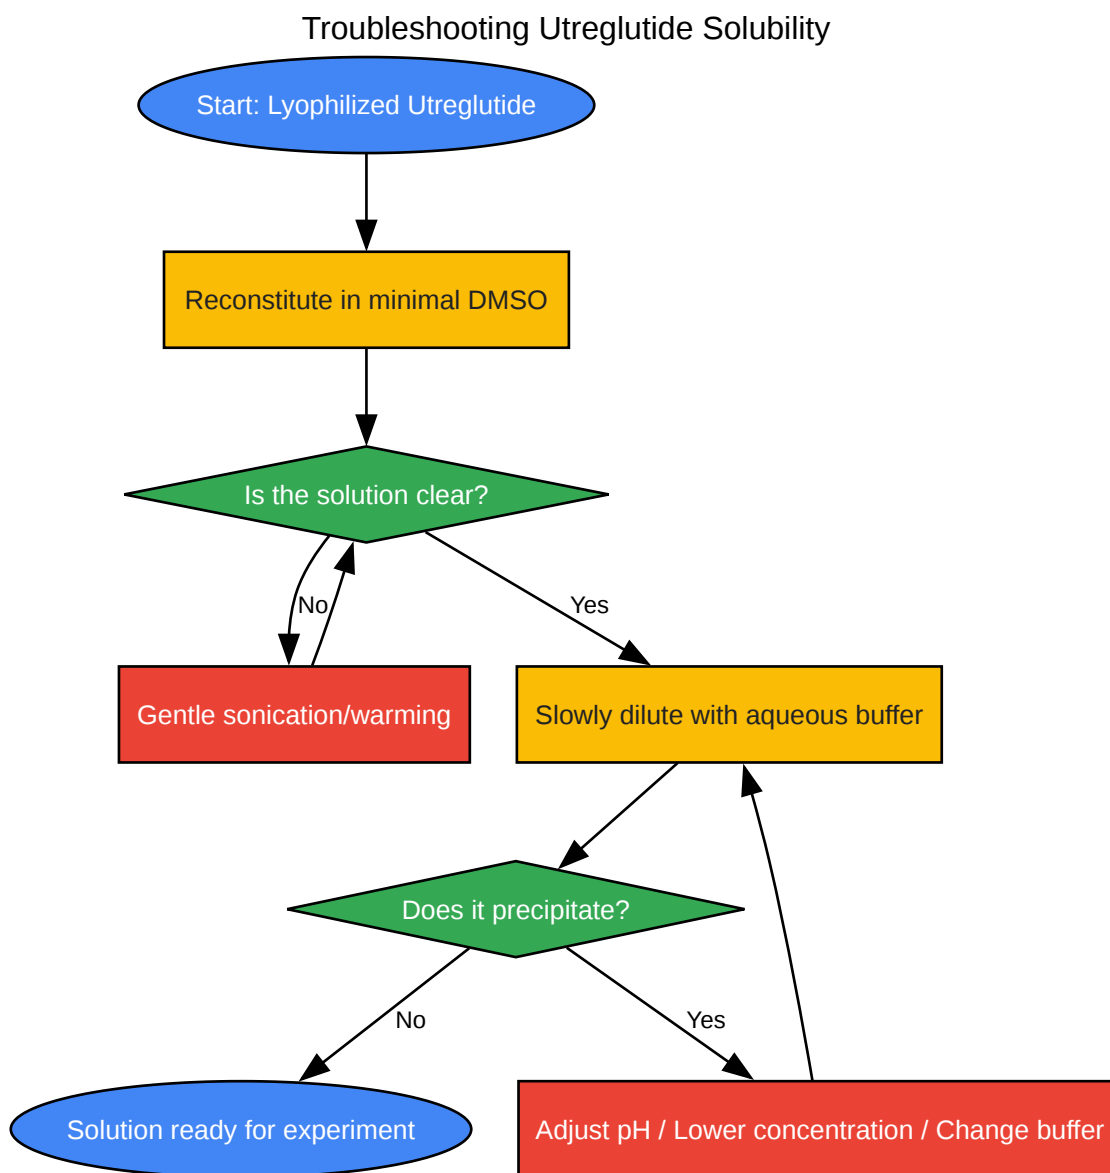 Troubleshooting Utreglutide Solubility
Start: Lyophilized Utreglutide
Reconstitute in minimal DMSO
Is the solution clear?
No
Yes
Gentle sonication/warming
Slowly dilute with aqueous buffer
Does it precipitate?
No
Yes
Solution ready for experiment
Adjust pH / Lower concentration / Change buffer